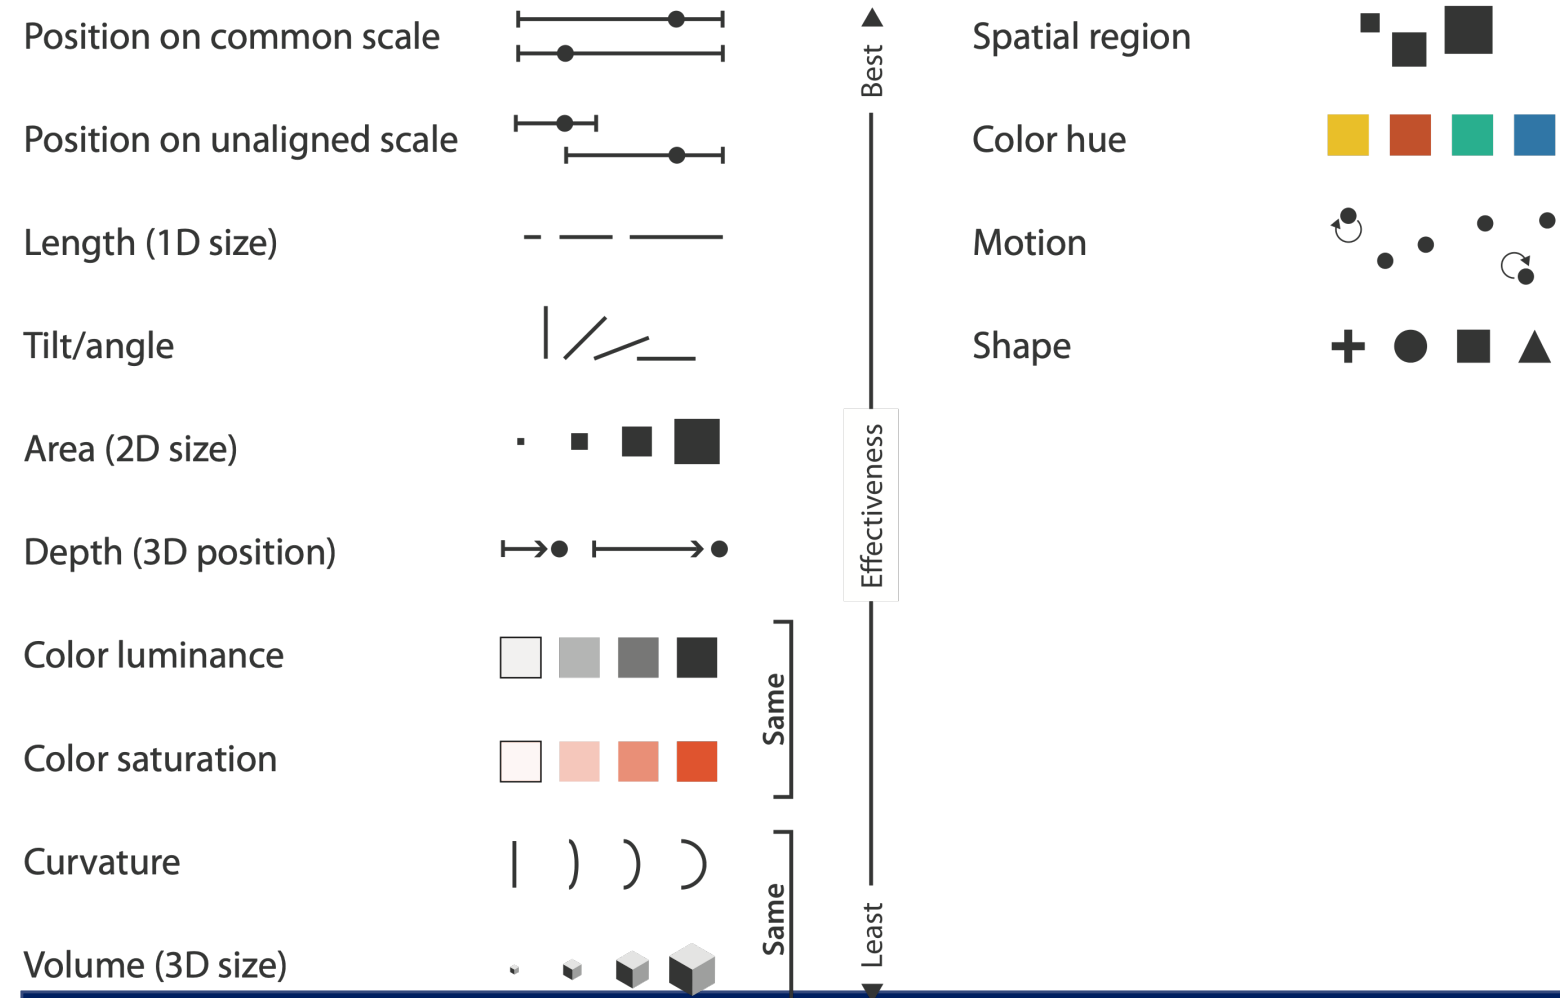 Position on common scale
Position on unaligned scale
Length (1D size)
Tilt/angle
Area (2D size)
Depth (3D position)
Color luminance
Color saturation
Curvature
Volume (3D size)
Same
Same
Best
Effectiveness
Least
Spatial region
Color hue
Motion
Shape